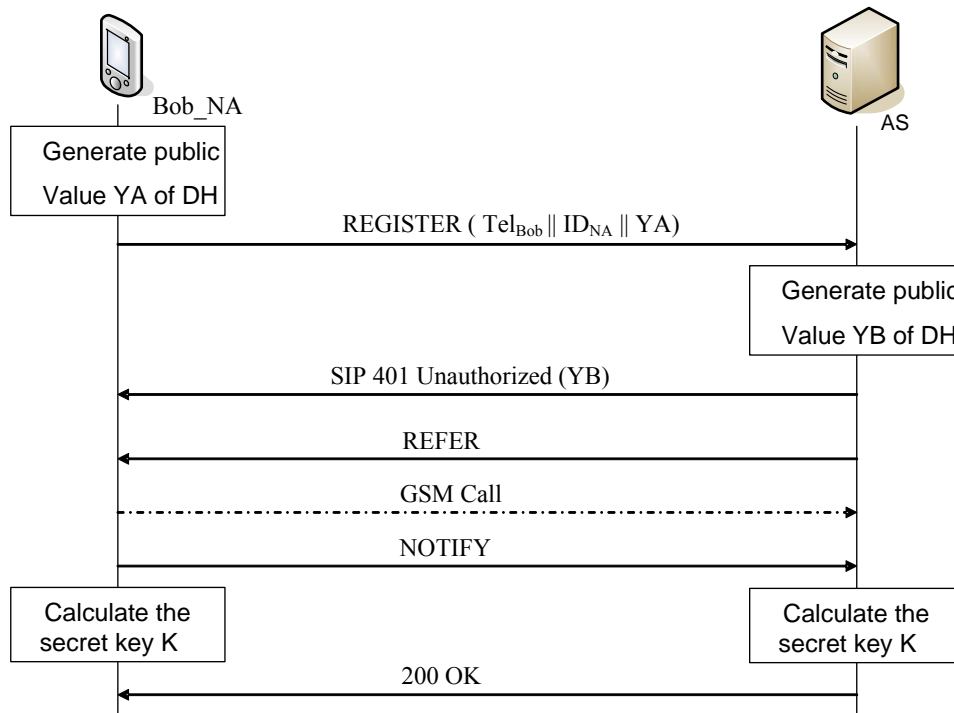 Bob_NA
AS
Generate public
Value YA of DH
REGISTER ( Tel_Bob || ID_NA || YA)
Generate public
Value YB of DH
SIP 401 Unauthorized (YB)
REFER
GSM Call
NOTIFY
Calculate the
secret key K
Calculate the
secret key K
200 OK